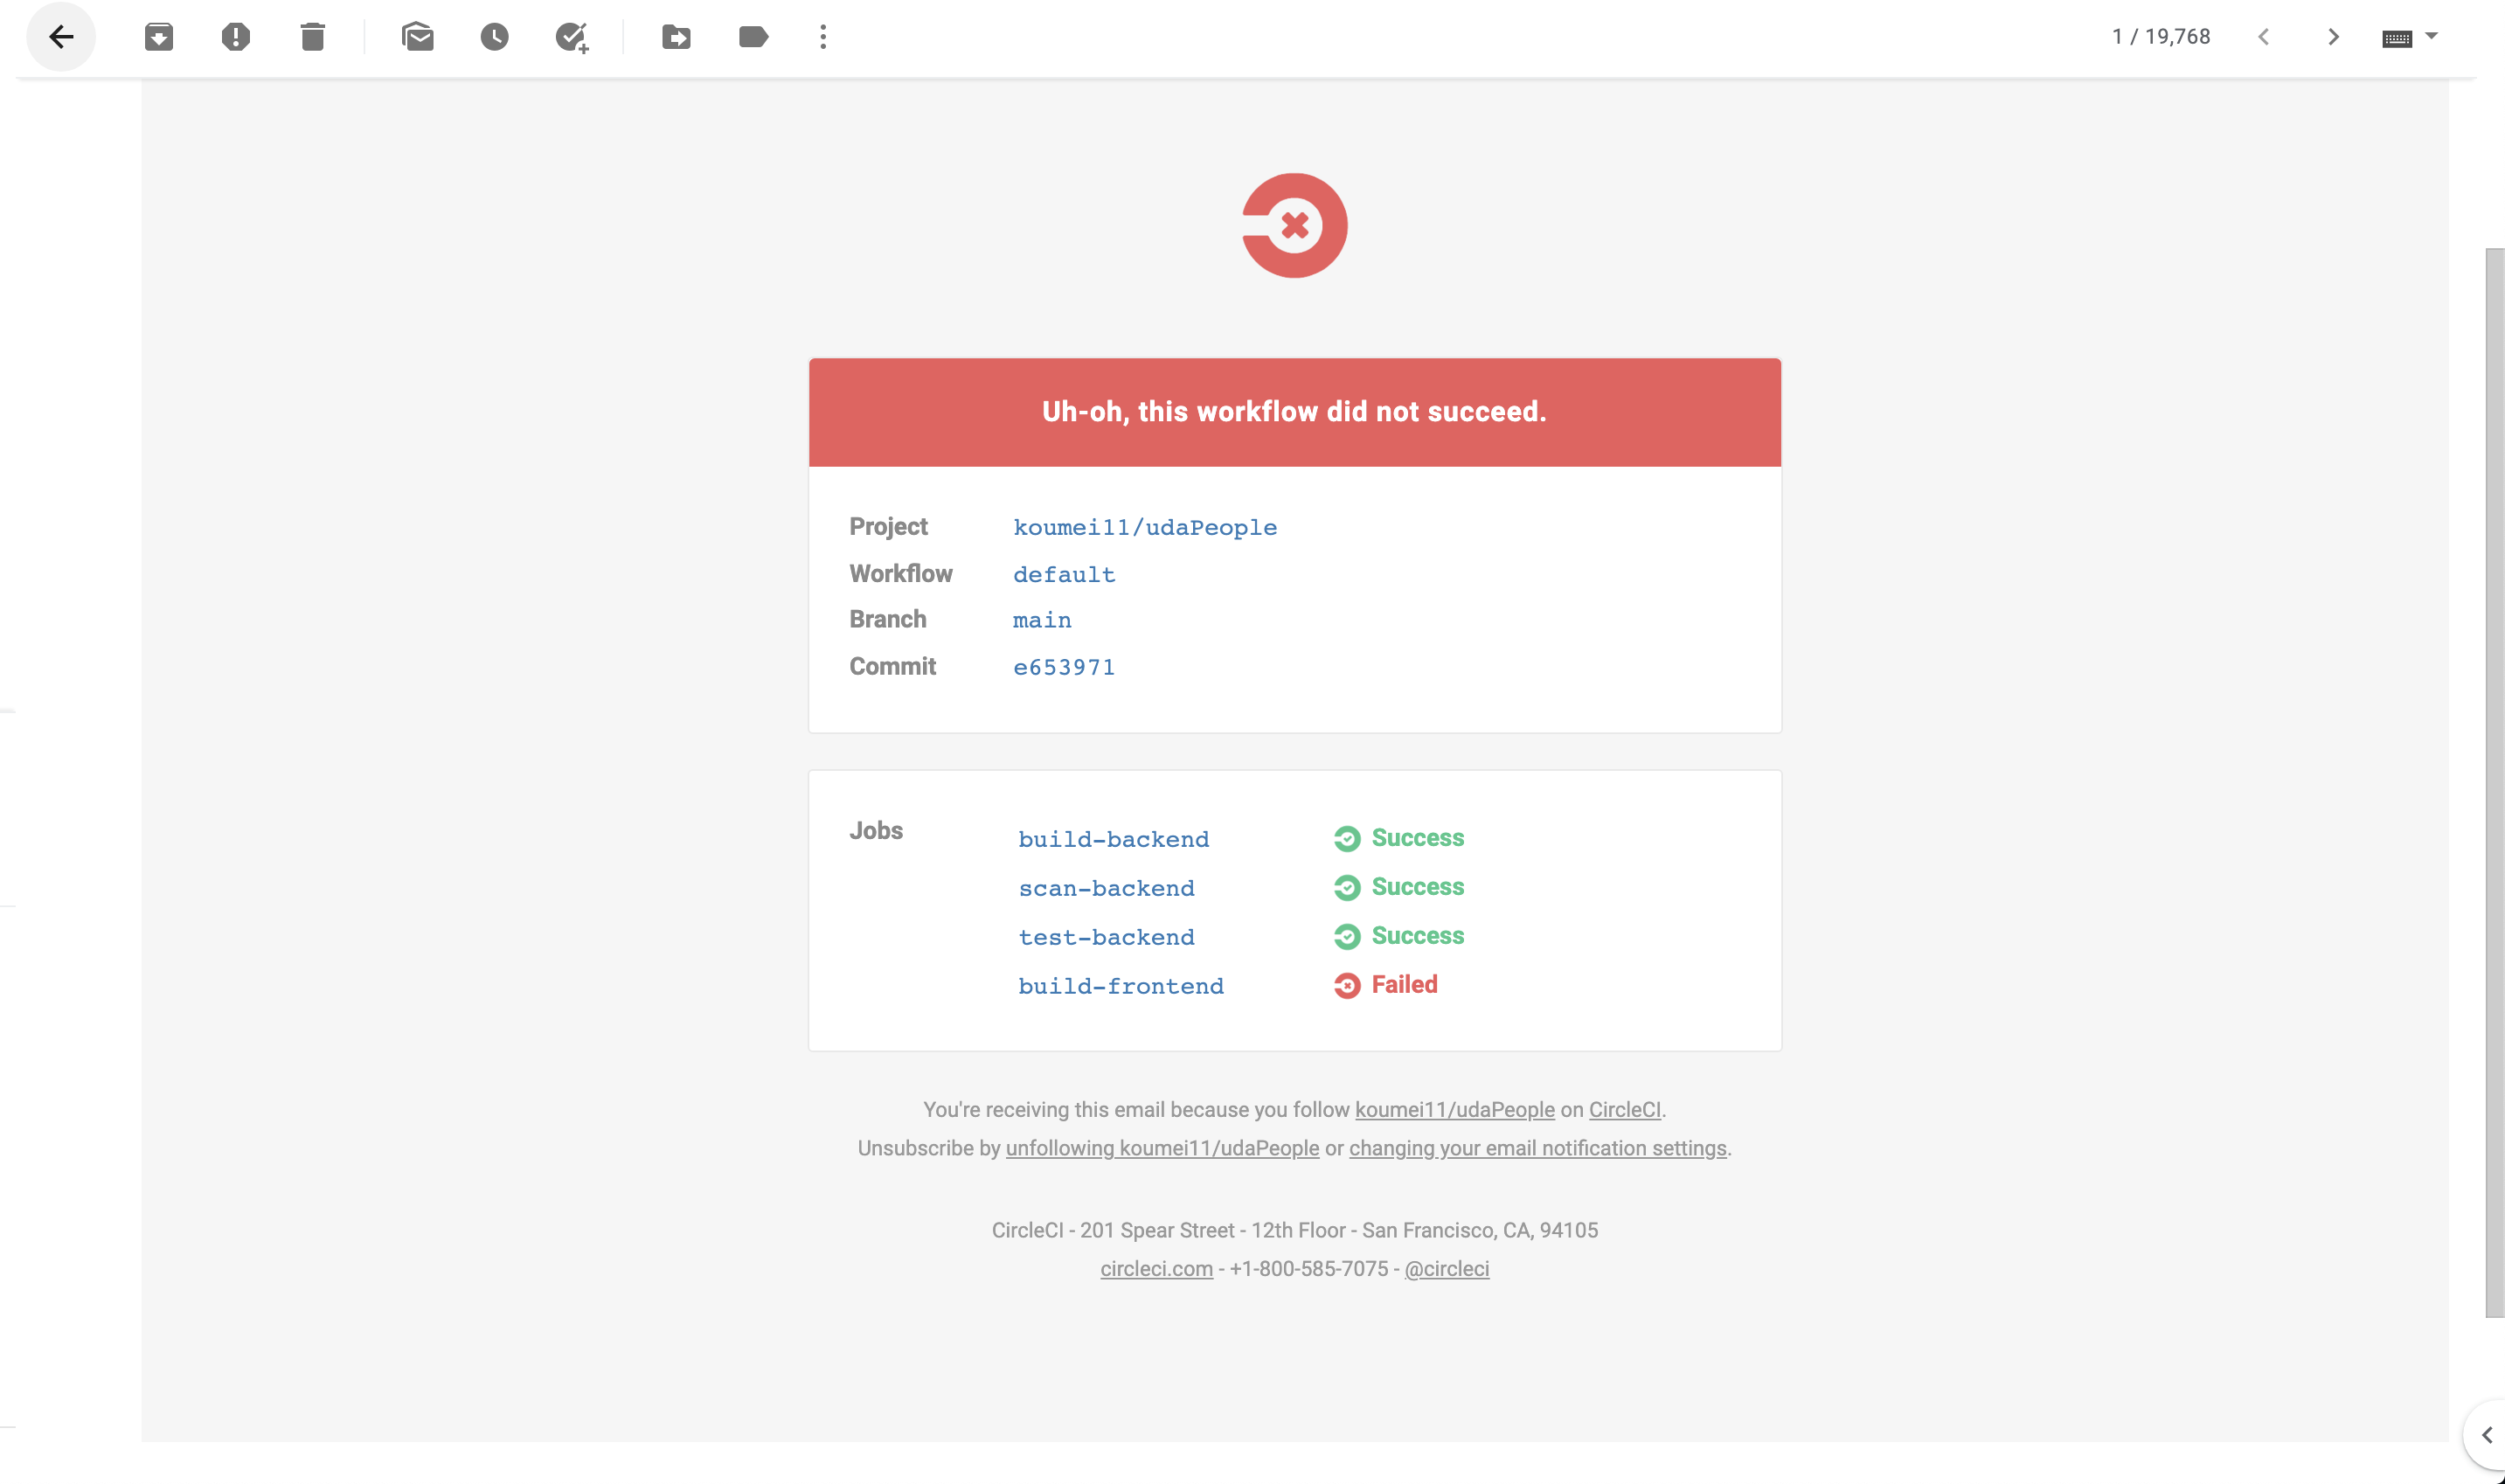 1 / 19,768
Uh-oh, this workflow did not succeed.
Project koumei11/udaPeople
Workflow default
Branch main
Commit e653971
Jobs build-backend Success
scan-backend Success
test-backend Success
build-frontend Failed
You're receiving this email because you follow koumei11/udaPeople on CircleCI.
Unsubscribe by unfollowing koumei11/udaPeople or changing your email notification settings.
CircleCI - 201 Spear Street - 12th Floor - San Francisco, CA, 94105
circleci.com - +1-800-585-7075 - @circleci